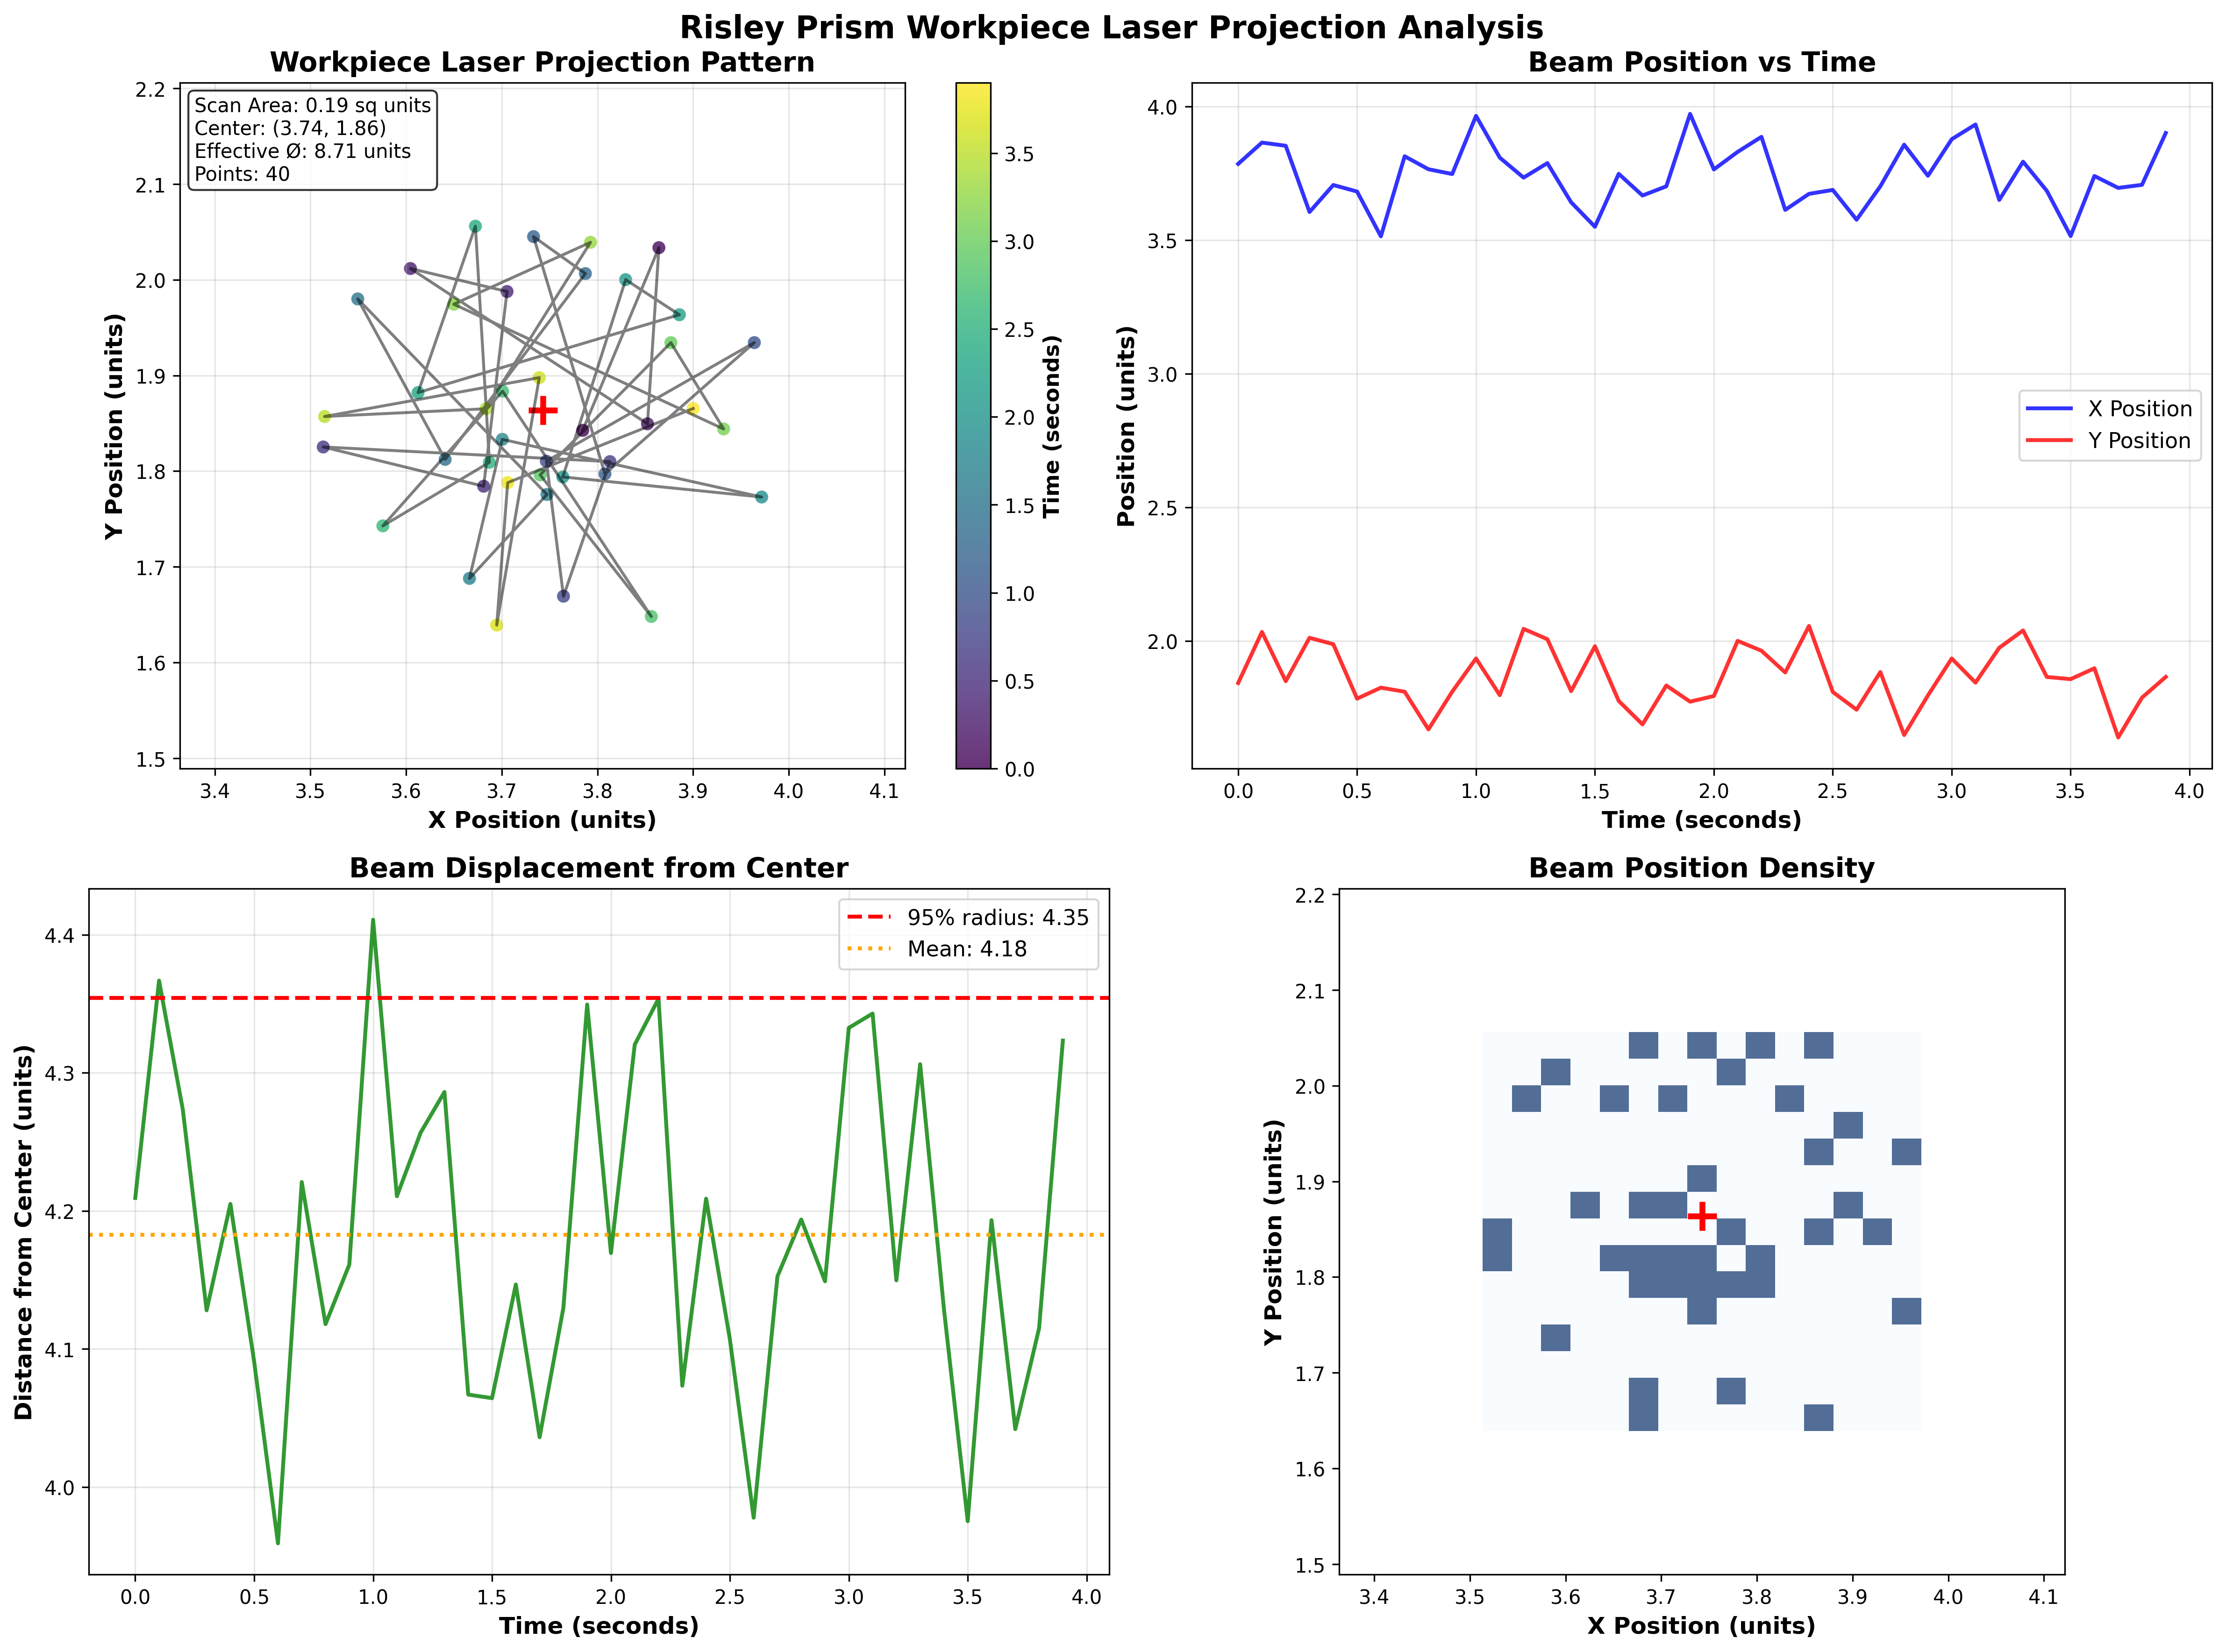 Risley Prism Workpiece Laser Projection Analysis
Workpiece Laser Projection Pattern
Scan Area: 0.19 sq units
Center: (3.74, 1.86)
Effective Ø: 8.71 units
Points: 40
2.2
2.1
2.0
1.9
1.8
1.7
1.6
1.5
Y Position (units)
3.4 3.5 3.6 3.7 3.8 3.9 4.0 4.1
X Position (units)
3.5
3.0
2.5
2.0
1.5
1.0
0.5
0.0
Time (seconds)
Beam Position vs Time
4.0
3.5
3.0
2.5
2.0
Position (units)
X Position
Y Position
0.0 0.5 1.0 1.5 2.0 2.5 3.0 3.5 4.0
Time (seconds)
Beam Displacement from Center
95% radius: 4.35
Mean: 4.18
4.4
4.3
4.2
4.1
4.0
Distance from Center (units)
0.0 0.5 1.0 1.5 2.0 2.5 3.0 3.5 4.0
Time (seconds)
Beam Position Density
2.2
2.1
2.0
1.9
1.8
1.7
1.6
1.5
Y Position (units)
3.4 3.5 3.6 3.7 3.8 3.9 4.0 4.1
X Position (units)